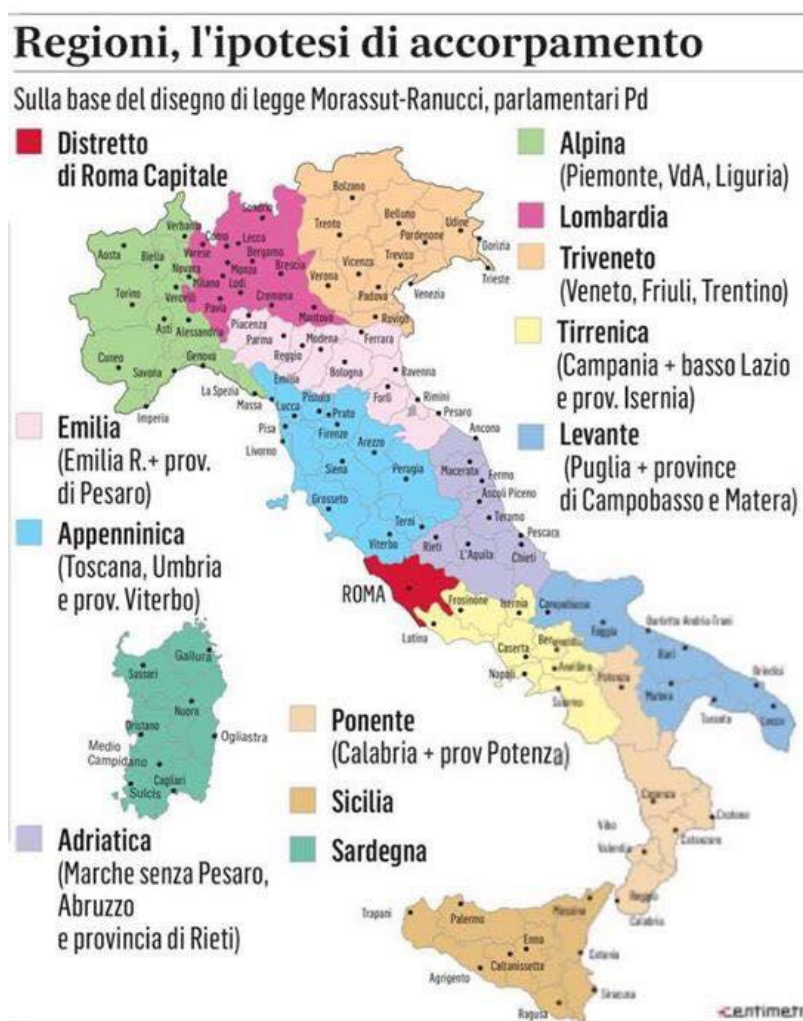 Regioni, l'ipotesi di accorpamento
Sulla base del disegno di legge Morassut-Ranucci, parlamentari Pd
Distretto
di Roma Capitale
Alpina
(Piemonte, VdA, Liguria)
Lombardia
Triveneto
(Veneto, Friuli, Trentino)
Tirrenica
(Campania + basso Lazio
e prov. Isernia)
Levante
(Puglia + province
di Campobasso e Matera)
Emilia
(Emilia R.+ prov.
di Pesaro)
Appenninica
(Toscana, Umbria
e prov. Viterbo)
Ponente
(Calabria + prov Potenza)
Sicilia
Sardegna
Adriatica
(Marche senza Pesaro,
Abruzzo
e provincia di Rieti)
Bolzano
Sondrio
Trento
Belluno
Udine
Pordenone
Gorizia
Verbania
Como
Lecco
Aosta
Biella
Varese
Bergamo
Vicenza
Treviso
Trieste
Novara
Monza
Brescia
Verona
Milano
Lodi
Padova
Venezia
Torino
Vercelli
Pavia
Cremona
Mantova
Rovigo
Asti
Alessandria
Piacenza
Parma
Modena
Ferrara
Cuneo
Savona
Genova
Reggio
Emilia
Bologna
Ravenna
La Spezia
Massa
Forlì
Rimini
Imperia
Lucca
Pistoia
Prato
Pesaro
Pisa
Firenze
Ancona
Livorno
Arezzo
Macerata
Siena
Perugia
Fermo
Ascoli Piceno
Grosseto
Terni
Teramo
Viterbo
Rieti
L'Aquila
Pescara
Chieti
ROMA
Frosinone
Isernia
Campobasso
Latina
Foggia
Barletta Andria-Trani
Caserta
Benevento
Bari
Napoli
Avellino
Potenza
Brindisi
Salerno
Matera
Taranto
Lecce
Gallura
Sassari
Nuoro
Oristano
Ogliastra
Medio
Campidano
Cagliari
Sulcis
Cosenza
Crotone
Vibo
Valentia
Catanzaro
Reggio
Calabria
Trapani
Palermo
Messina
Enna
Catania
Caltanissetta
Agrigento
Siracusa
Ragusa
centimetri